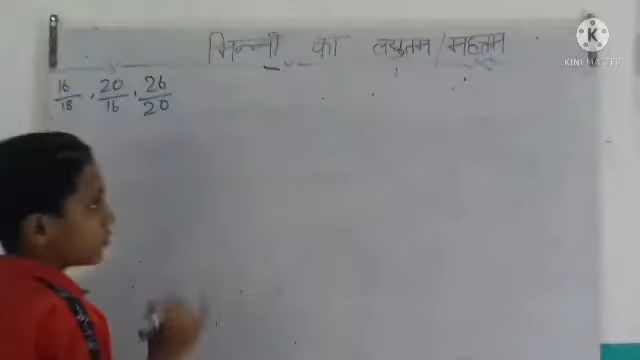 भिन्नों का लघुतम / महत्तम
K
KINEMASTER
16/18, 20/16, 26/20